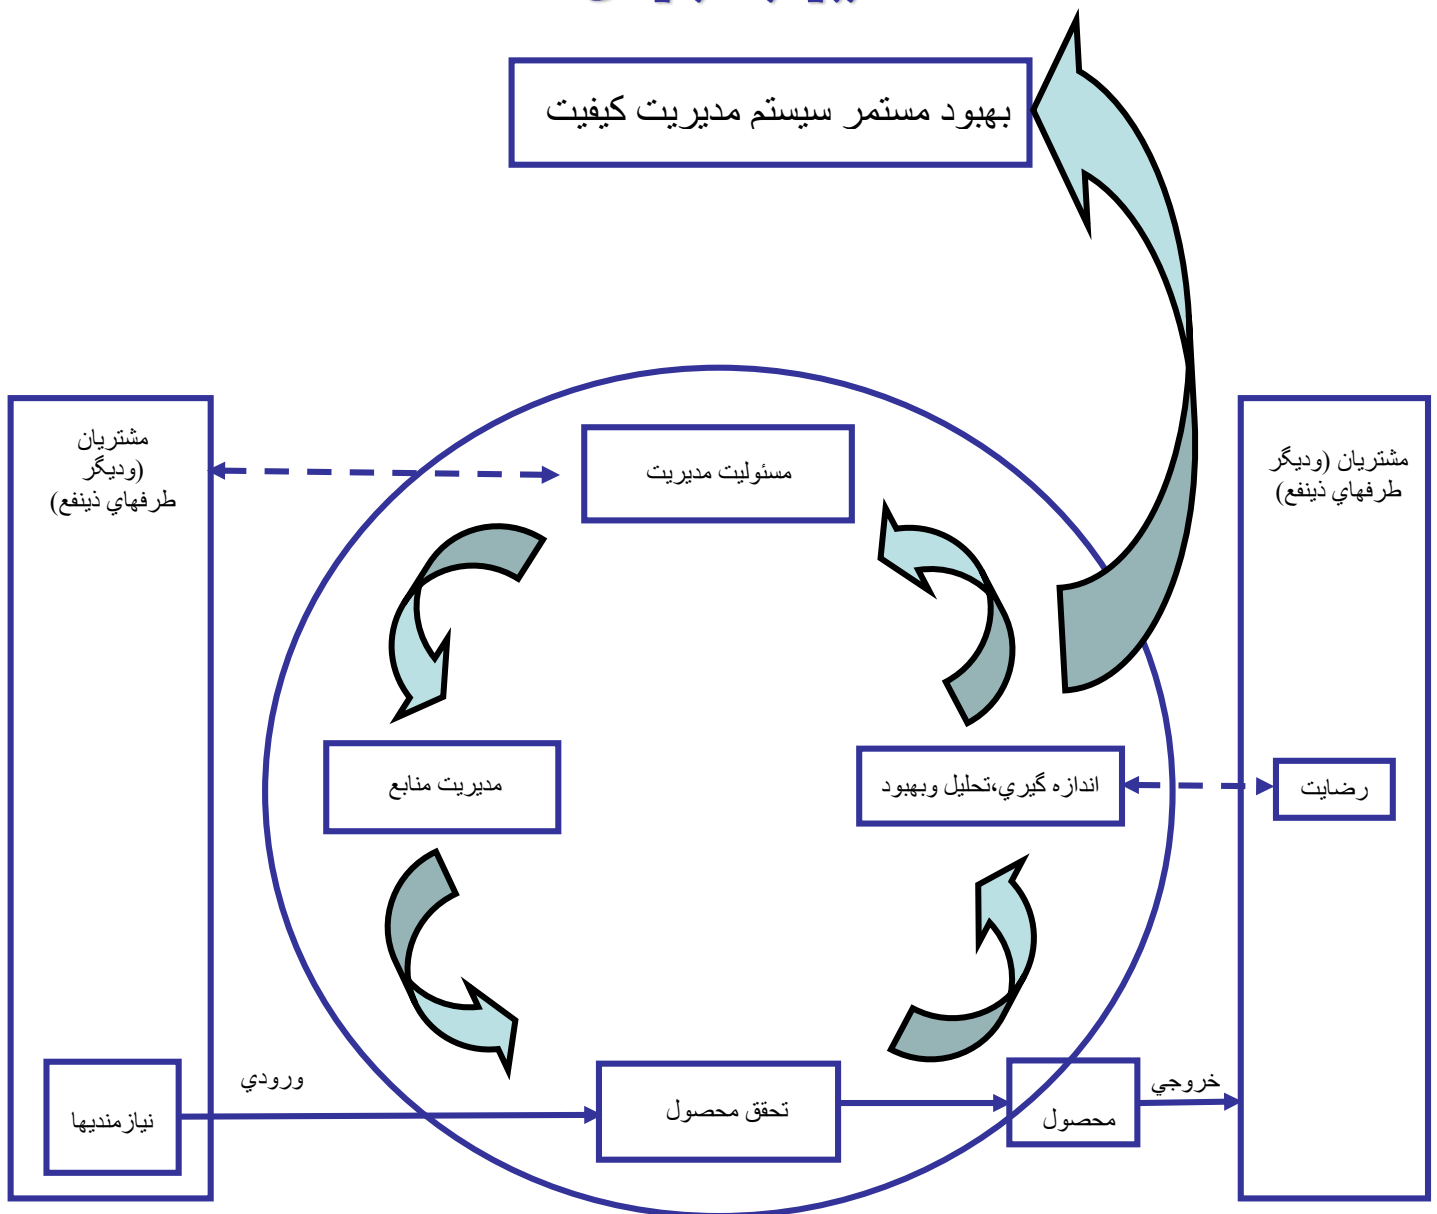 بهبود مستمر سيستم مديريت کيفيت
مشتريان (وديگر
طرفهاي ذينفع)
مسئوليت مديريت
مشتريان
(وديگر
طرفهاي ذينفع)
رضايت
اندازه گيري،تحليل وبهبود
مديريت منابع
خروجي
محصول
تحقق محصول
ورودي
نيازمنديها